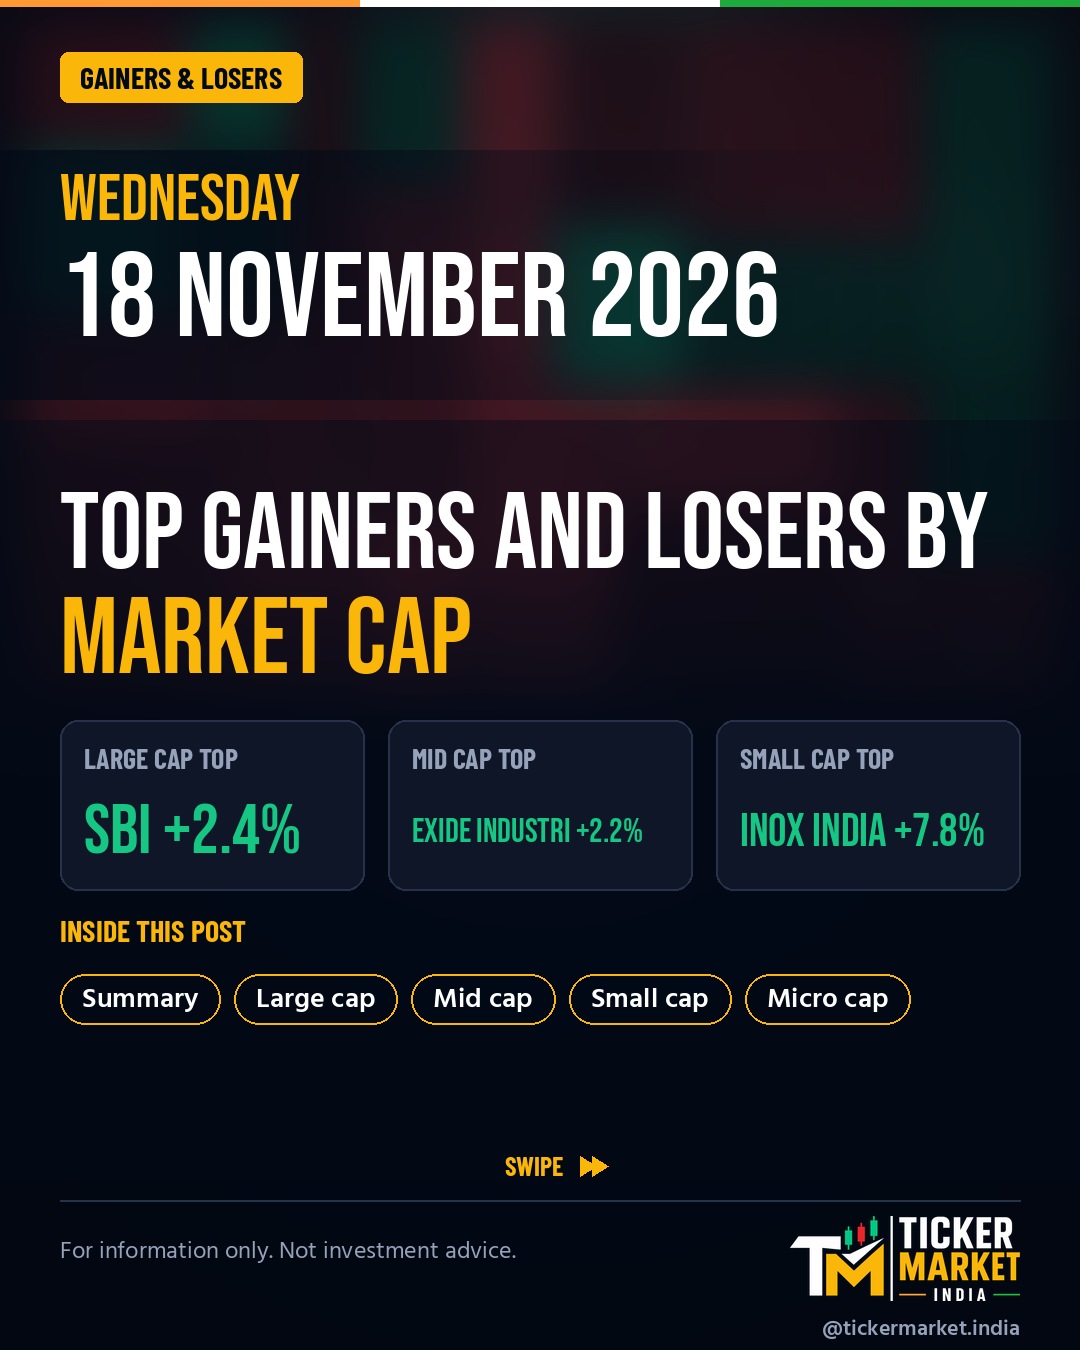 GAINERS & LOSERS
WEDNESDAY
18 NOVEMBER 2026
TOP GAINERS AND LOSERS BY
MARKET CAP
LARGE CAP TOP
SBI +2.4%
MID CAP TOP
EXIDE INDUSTRI +2.2%
SMALL CAP TOP
INOX INDIA +7.8%
INSIDE THIS POST
Summary
Large cap
Mid cap
Small cap
Micro cap
SWIPE
For information only. Not investment advice.
TM
TICKER
MARKET
INDIA
@tickermarket.india